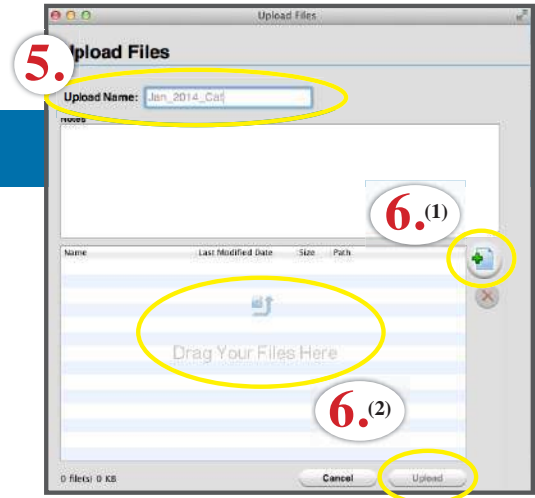 Upload Files
Upload Files
5.
Upload Name: Jan_2014_Cat
Notes
6.(1)
Name Last Modified Date Size Path
Drag Your Files Here
6.(2)
0 file(s) 0 KB Cancel Upload